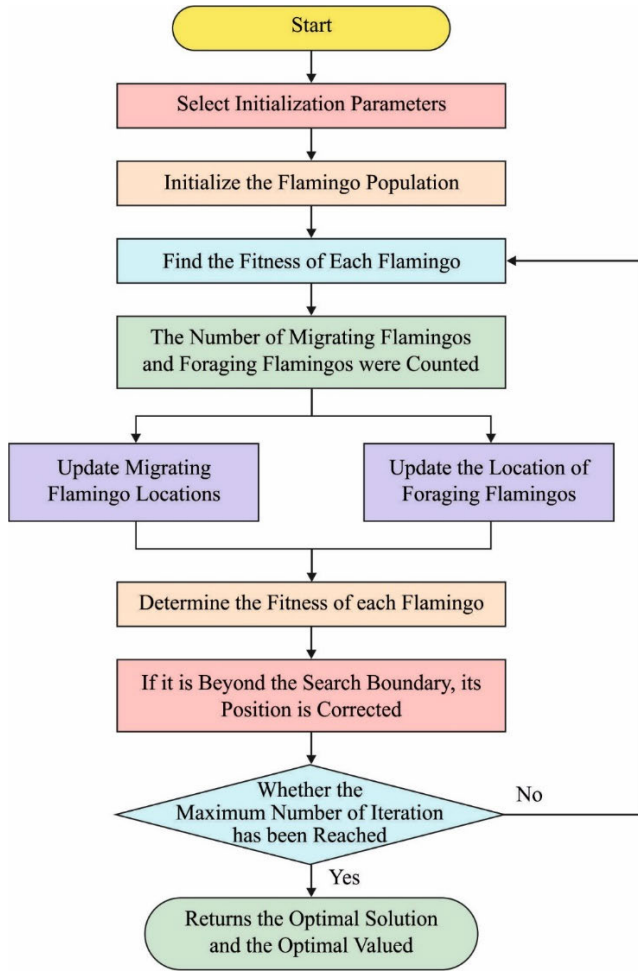 Start
Select Initialization Parameters
Initialize the Flamingo Population
Find the Fitness of Each Flamingo
The Number of Migrating Flamingos
and Foraging Flamingos were Counted
Update Migrating
Flamingo Locations
Update the Location of
Foraging Flamingos
Determine the Fitness of each Flamingo
If it is Beyond the Search Boundary, its
Position is Corrected
Whether the
Maximum Number of Iteration
has been Reached
No
Yes
Returns the Optimal Solution
and the Optimal Valued